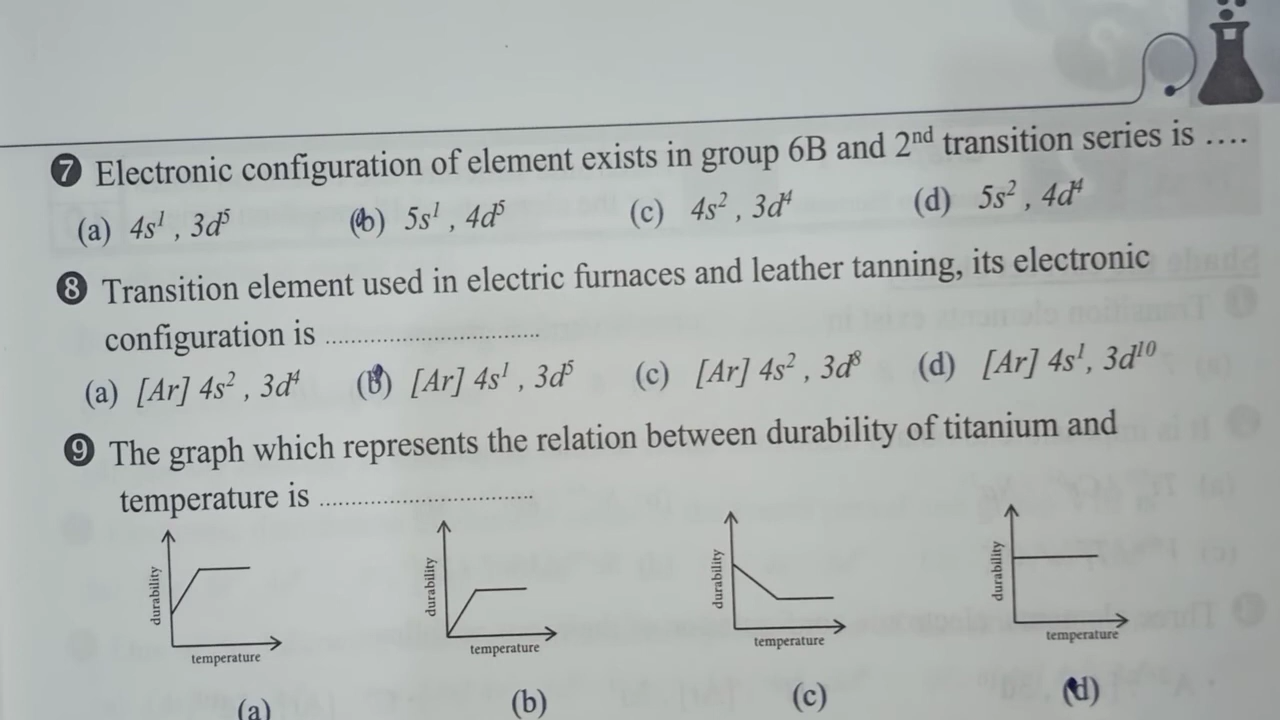 7 Electronic configuration of element exists in group 6B and 2nd transition series is ....
(a) 4s¹ , 3d⁵ (b) 5s¹ , 4d⁵ (c) 4s² , 3d⁴ (d) 5s² , 4d⁴
8 Transition element used in electric furnaces and leather tanning, its electronic
configuration is ..............................
(a) [Ar] 4s² , 3d⁴ (b) [Ar] 4s¹ , 3d⁵ (c) [Ar] 4s² , 3d⁸ (d) [Ar] 4s¹, 3d¹⁰
9 The graph which represents the relation between durability of titanium and
temperature is ..............................
durability durability durability durability
temperature temperature temperature temperature
(a) (b) (c) (d)